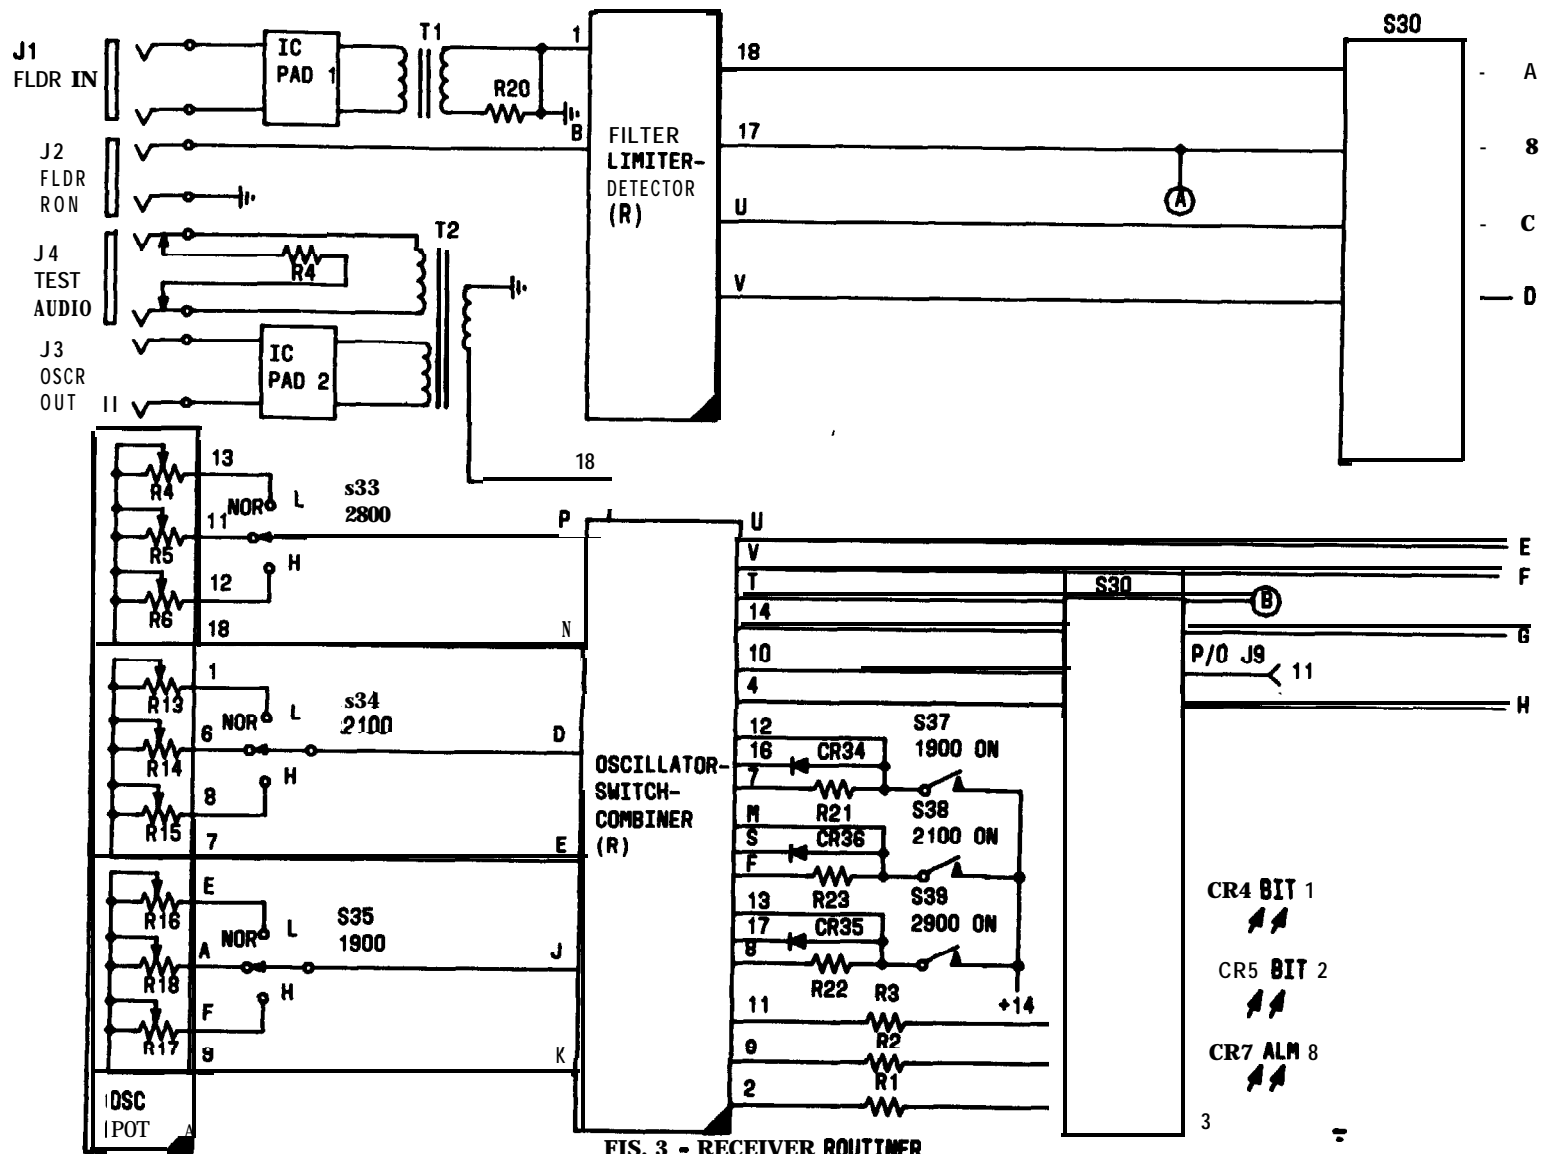 J1
FLDR IN
IC
PAD 1
T1
R20
1
B
J2
FLDR
RON
J4
TEST
AUDIO
R4
T2
J3
OSCR
OUT
IC
PAD 2
18
FILTER
LIMITER-
DETECTOR
(R)
18
17
U
V
A
S30
- A
- 8
- C
D
R4
R5
R6
13
11
12
18
NOR
L
H
s33
2800
P
N
R13
R14
R15
1
6
8
7
NOR
L
H
s34
2100
D
E
R16
R18
R17
E
A
F
9
NOR
L
H
S35
1900
J
K
OSC
POT
A
OSCILLATOR-
SWITCH-
COMBINER
(R)
U
V
T
14
10
4
12
16
7
M
S
F
13
17
8
11
9
2
CR34
R21
CR36
R23
CR35
R22
R3
R2
R1
S37
1900 ON
S38
2100 ON
S39
2900 ON
+14
S30
B
P/O J9
11
E
F
G
H
CR4 BIT 1
CR5 BIT 2
CR7 ALM 8
3
FIS. 3 - RECEIVER ROUTINER